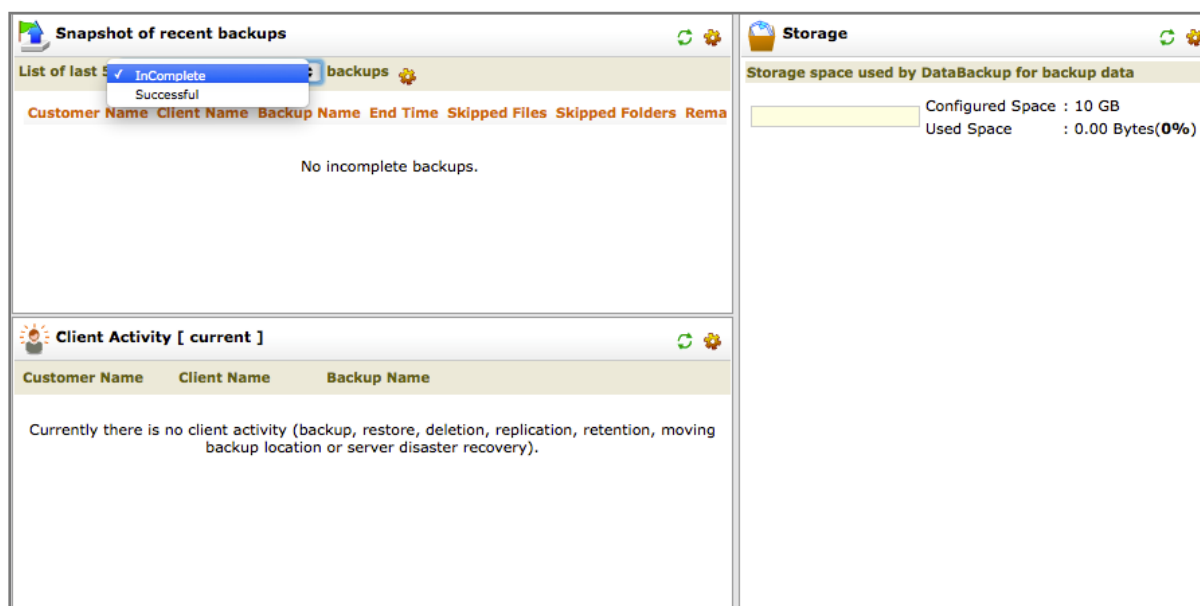 Snapshot of recent backups
List of last
✓ InComplete
Successful
backups
Customer Name Client Name Backup Name End Time Skipped Files Skipped Folders Rema
No incomplete backups.
Client Activity [ current ]
Customer Name Client Name Backup Name
Currently there is no client activity (backup, restore, deletion, replication, retention, moving
backup location or server disaster recovery).
Storage
Storage space used by DataBackup for backup data
Configured Space : 10 GB
Used Space : 0.00 Bytes(0%)